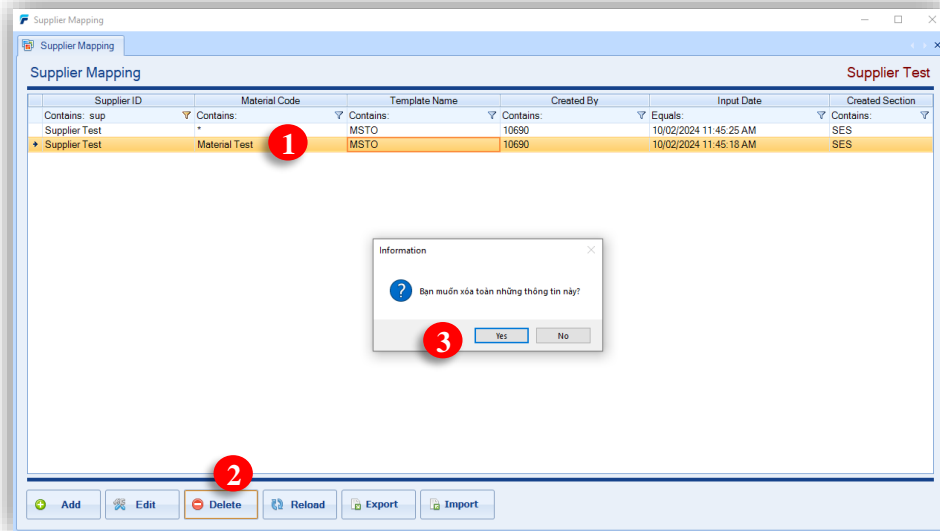 Supplier Mapping
Supplier Mapping
Supplier Mapping Supplier Test
Supplier ID Material Code Template Name Created By Input Date Created Section
Contains: sup Contains: Contains: Contains: Equals: Contains:
Supplier Test * MSTO 10690 10/02/2024 11:45:25 AM SES
Supplier Test Material Test MSTO 10690 10/02/2024 11:45:18 AM SES
1
Information
Bạn muốn xóa toàn những thông tin này?
3 Yes No
2
Add Edit Delete Reload Export Import